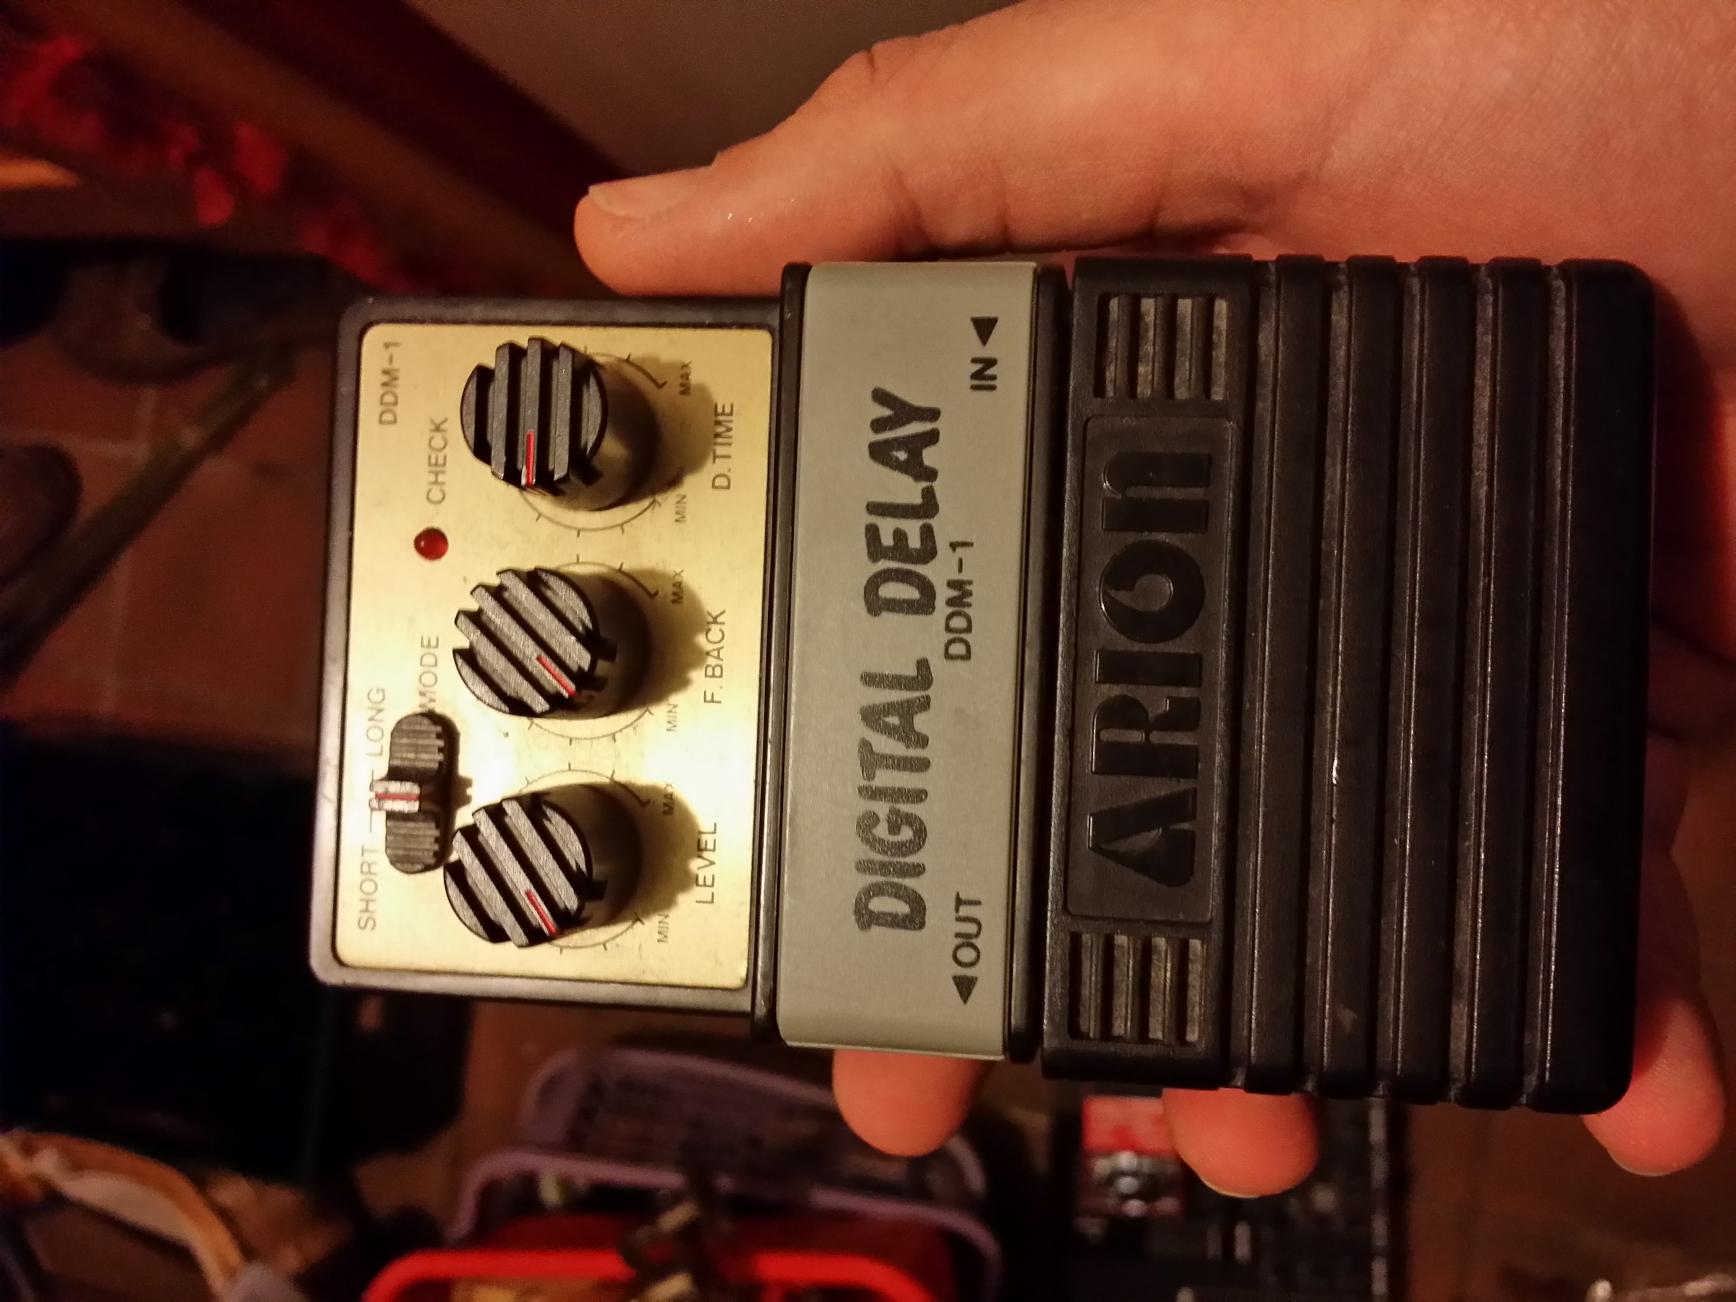 DDM-1
CHECK
SHORT LONG
MODE
MIN MAX
LEVEL
MIN MAX
F. BACK
MIN MAX
D. TIME
DIGITAL DELAY
DDM-1
OUT
IN
ARION